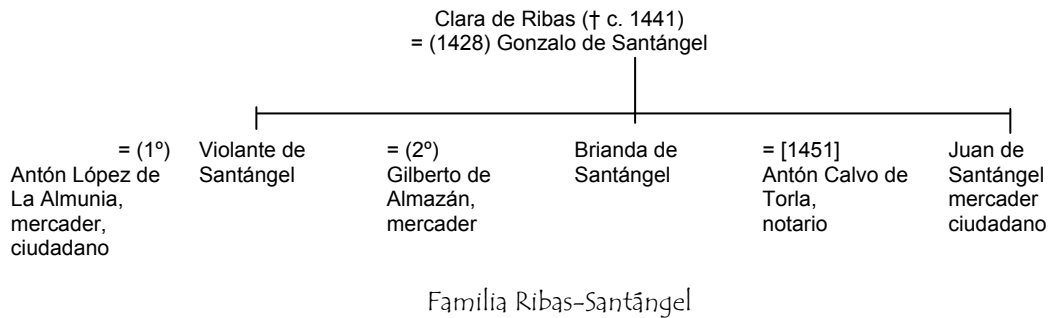 Clara de Ribas († c. 1441)
= (1428) Gonzalo de Santángel
= (1º)
Antón López de
La Almunia,
mercader,
ciudadano
Violante de
Santángel
= (2º)
Gilberto de
Almazán,
mercader
Brianda de
Santángel
= [1451]
Antón Calvo de
Torla,
notario
Juan de
Santángel
mercader
ciudadano
Familia Ribas-Santángel